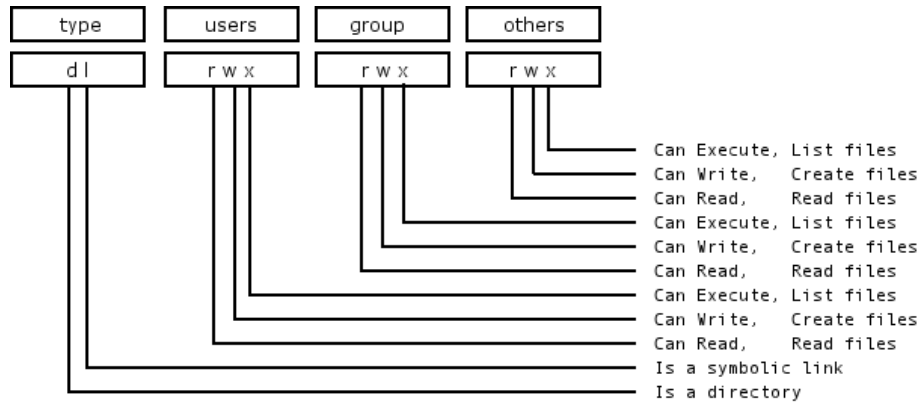 type users group others
d l r w x r w x r w x
Can Execute, List files
Can Write, Create files
Can Read, Read files
Can Execute, List files
Can Write, Create files
Can Read, Read files
Can Execute, List files
Can Write, Create files
Can Read, Read files
Is a symbolic link
Is a directory